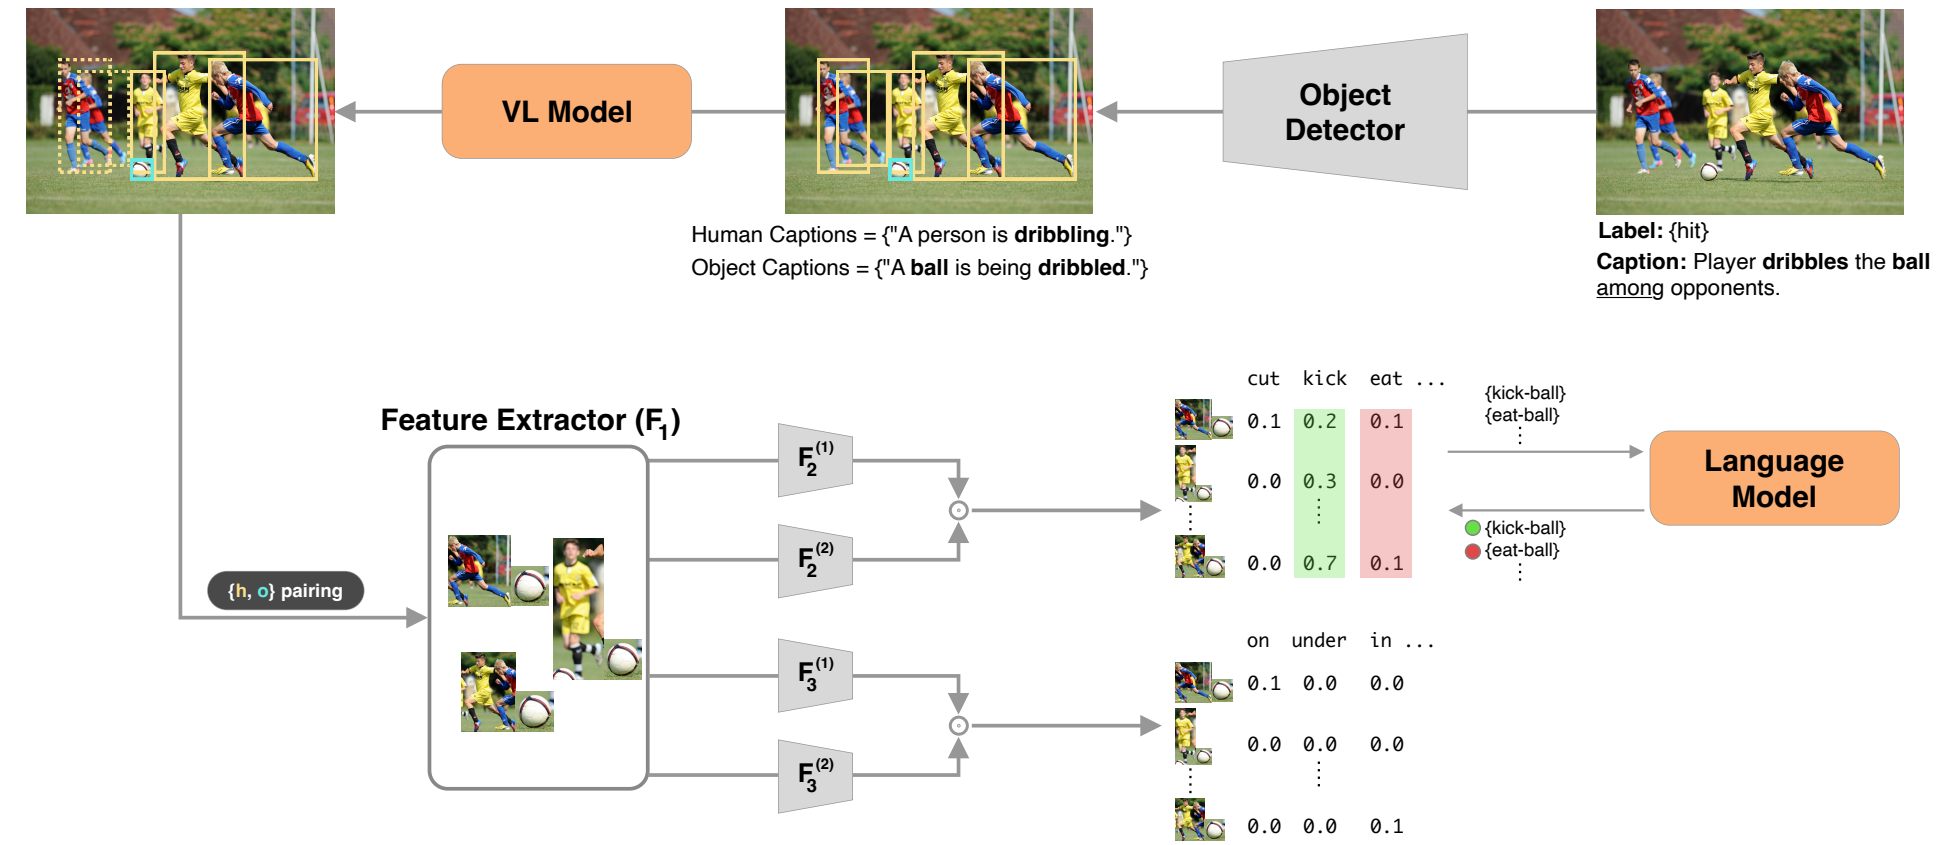 VL Model
Object
Detector
Human Captions = {"A person is dribbling."}
Object Captions = {"A ball is being dribbled."}
Label: {hit}
Caption: Player dribbles the ball
among opponents.
Feature Extractor (F1)
{h, o} pairing
F2(1)
F2(2)
F3(1)
F3(2)
cut kick eat ...
0.1 0.2 0.1
0.0 0.3 0.0
0.0 0.7 0.1
{kick-ball}
{eat-ball}
Language
Model
{kick-ball}
{eat-ball}
on under in ...
0.1 0.0 0.0
0.0 0.0 0.0
0.0 0.0 0.1